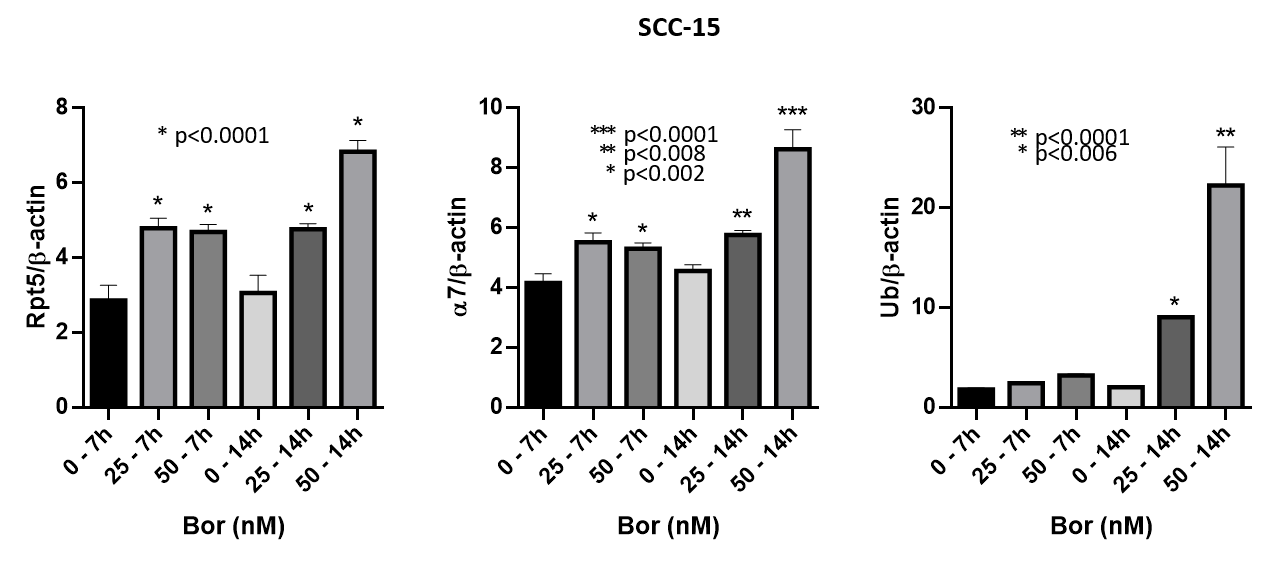 SCC-15
Rpt5/β-actin
8
6
4
2
0
* p<0.0001
*
*
*
*
0 - 7h
25 - 7h
50 - 7h
0 - 14h
25 - 14h
50 - 14h
Bor (nM)
α7/β-actin
10
8
6
4
2
0
*** p<0.0001
** p<0.008
* p<0.002
*
*
**
***
0 - 7h
25 - 7h
50 - 7h
0 - 14h
25 - 14h
50 - 14h
Bor (nM)
Ub/β-actin
30
20
10
0
** p<0.0001
* p<0.006
*
**
0 - 7h
25 - 7h
50 - 7h
0 - 14h
25 - 14h
50 - 14h
Bor (nM)